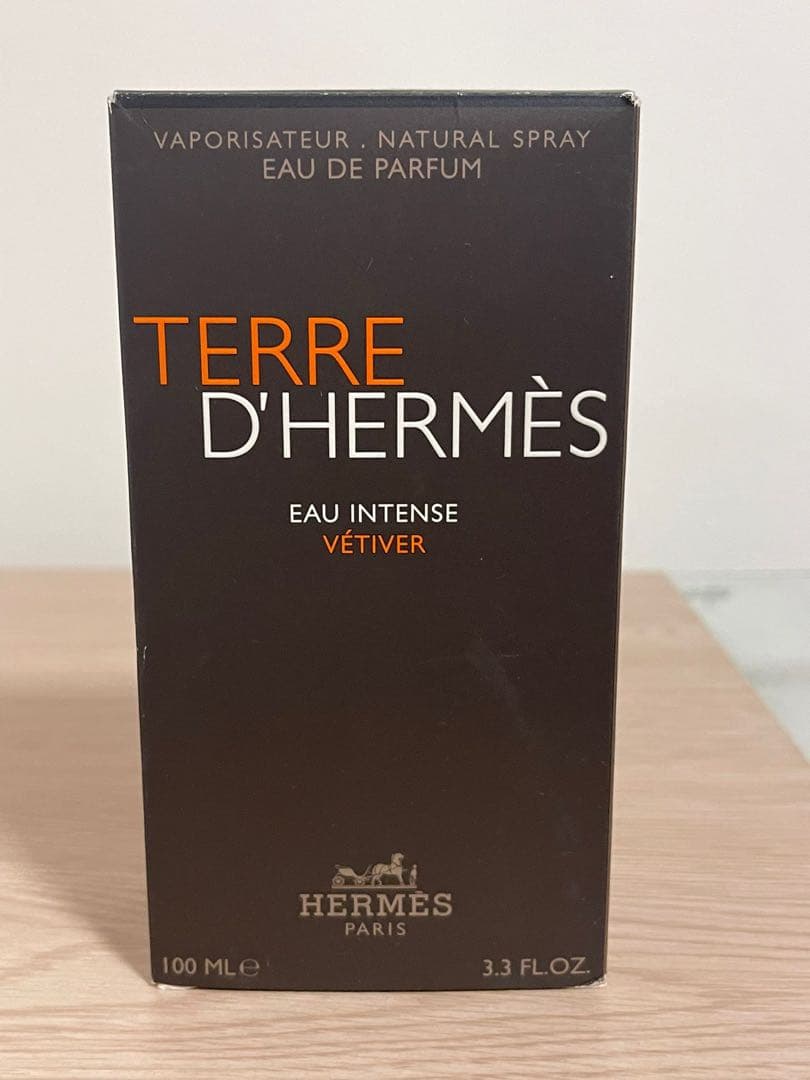 VAPORISATEUR . NATURAL SPRAY
EAU DE PARFUM
TERRE
D'HERMÈS
EAU INTENSE
VÉTIVER
HERMÈS
PARIS
100 ML ℮
3.3 FL.OZ.